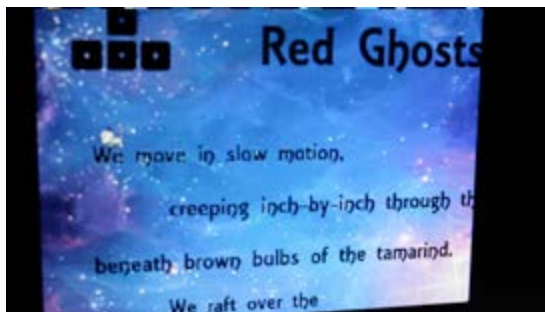 Red Ghosts
We move in slow motion,
creeping inch-by-inch through
beneath brown bulbs of the tamarind.
We raft over the